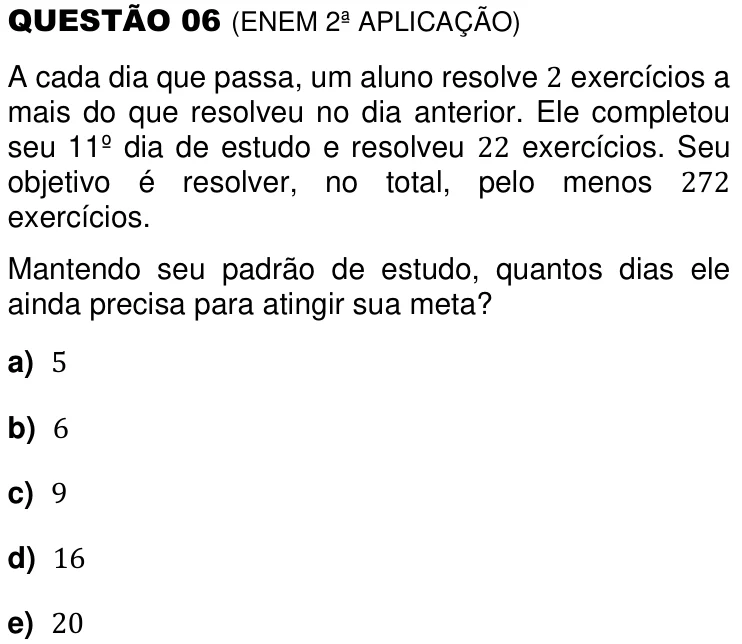 QUESTÃO 06 (ENEM 2ª APLICAÇÃO)
A cada dia que passa, um aluno resolve 2 exercícios a
mais do que resolveu no dia anterior. Ele completou
seu 11º dia de estudo e resolveu 22 exercícios. Seu
objetivo é resolver, no total, pelo menos 272
exercícios.
Mantendo seu padrão de estudo, quantos dias ele
ainda precisa para atingir sua meta?
a) 5
b) 6
c) 9
d) 16
e) 20